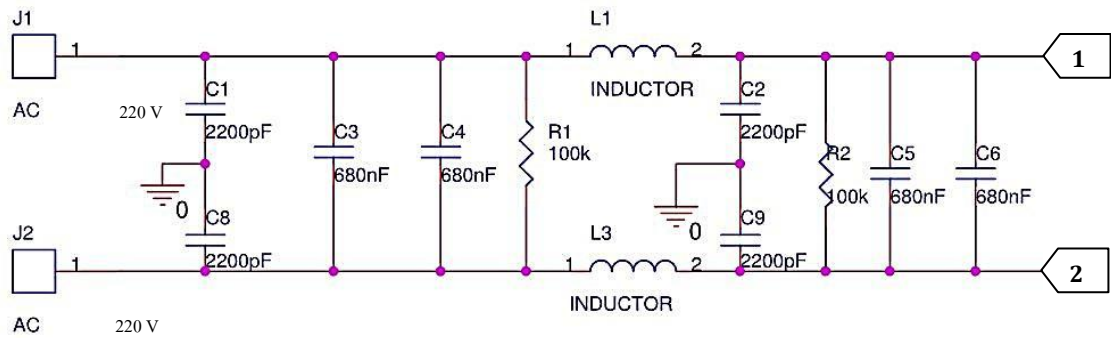 J1
1
AC
220 V
C1
2200pF
0
C8
2200pF
J2
1
AC
220 V
C3
680nF
C4
680nF
R1
100k
1
L1
2
INDUCTOR
L3
1
2
INDUCTOR
C2
2200pF
0
C9
2200pF
R2
100k
C5
680nF
C6
680nF
1
2